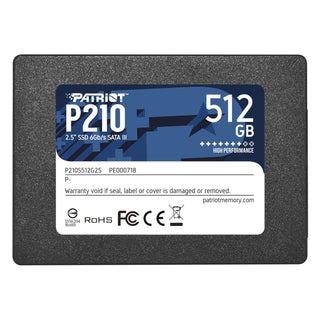 PATRIOT
P210
2.5" SSD 6Gb/s SATA III
512
GB
HIGH PERFORMANCE
P210S512G25 PE000718
P-
Warranty void if seal, label or cover is damaged or removed.
RoHS FC CE
patriotmemory.com